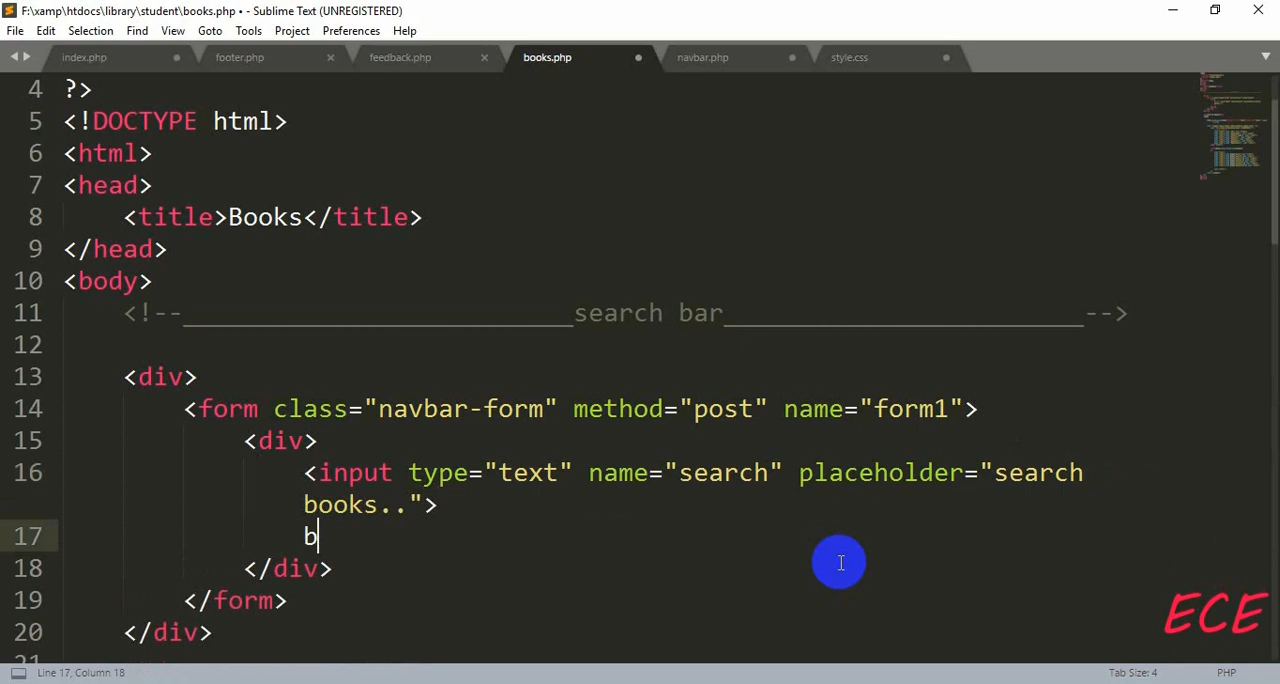 F:\xamp\htdocs\library\student\books.php • - Sublime Text (UNREGISTERED)
File Edit Selection Find View Goto Tools Project Preferences Help
index.php footer.php feedback.php books.php navbar.php style.css
4 ?>
5 <!DOCTYPE html>
6 <html>
7 <head>
8 <title>Books</title>
9 </head>
10 <body>
11 <!--__________________________search bar________________________-->
12
13 <div>
14 <form class="navbar-form" method="post" name="form1">
15 <div>
16 <input type="text" name="search" placeholder="search
books..">
17 b
18 </div>
19 </form>
20 </div>
21
ECE
Line 17, Column 18 Tab Size: 4 PHP